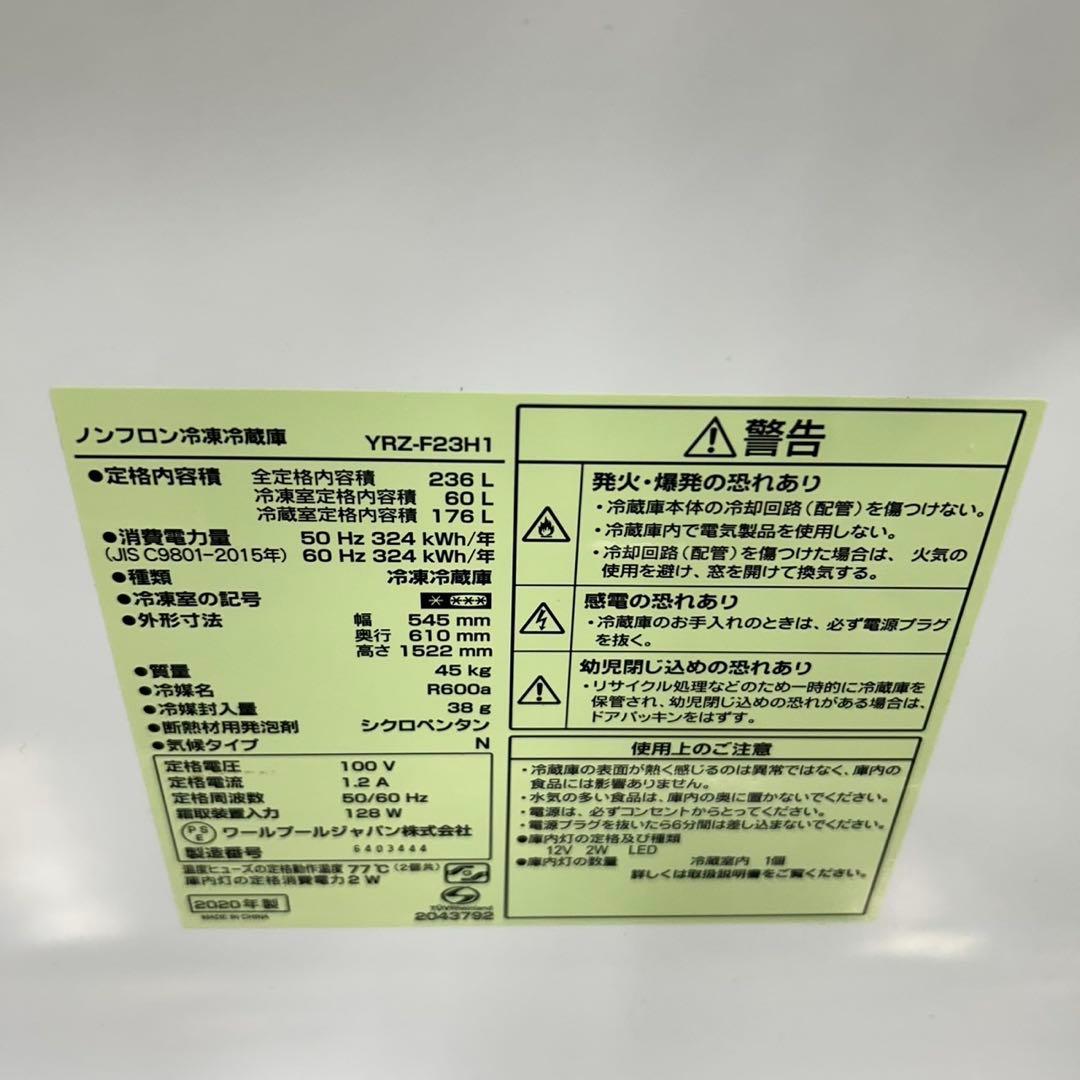 ノンフロン冷凍冷蔵庫 YRZ-F23H1
●定格内容積 全定格内容積 236 L
冷凍室定格内容積 60 L
冷蔵室定格内容積 176 L
●消費電力量 50 Hz 324 kWh/年
(JIS C9801-2015年) 60 Hz 324 kWh/年
●種類 冷凍冷蔵庫
●冷凍室の記号
●外形寸法 幅 545 mm
奥行 610 mm
高さ 1522 mm
●質量 45 kg
●冷媒名 R600a
●冷媒封入量 38 g
●断熱材用発泡剤 シクロペンタン
●気候タイプ N
定格電圧 100 V
定格電流 1.2 A
定格周波数 50/60 Hz
霜取装置入力 128 W
PSE ワールプールジャパン株式会社
製造番号 6403444
温度ヒューズの定格動作温度 77℃ (2個共)
庫内灯の定格消費電力 2 W
2020年製
MADE IN CHINA
TÜVRheinland
2043792
警告
発火・爆発の恐れあり
・冷蔵庫本体の冷却回路(配管)を傷つけない。
・冷蔵庫内で電気製品を使用しない。
・冷却回路(配管)を傷つけた場合は、火気の
使用を避け、窓を開けて換気する。
感電の恐れあり
・冷蔵庫のお手入れのときは、必ず電源プラグ
を抜く。
幼児閉じ込めの恐れあり
・リサイクル処理などのため一時的に冷蔵庫を
保管され、幼児閉じ込めの恐れがある場合は、
ドアパッキンをはずす。
使用上のご注意
・冷蔵庫の表面が熱く感じるのは異常ではなく、庫内の
食品には影響ありません。
・水気の多い食品は、庫内の奥に置かないでください。
・電源は、必ずコンセントからとってください。
・電源プラグを抜いたら6分間は差し込まないでください。
●庫内灯の定格及び種類
12V 2W LED
●庫内灯の数量 冷蔵室内 1個
詳しくは取扱説明書をご覧ください。